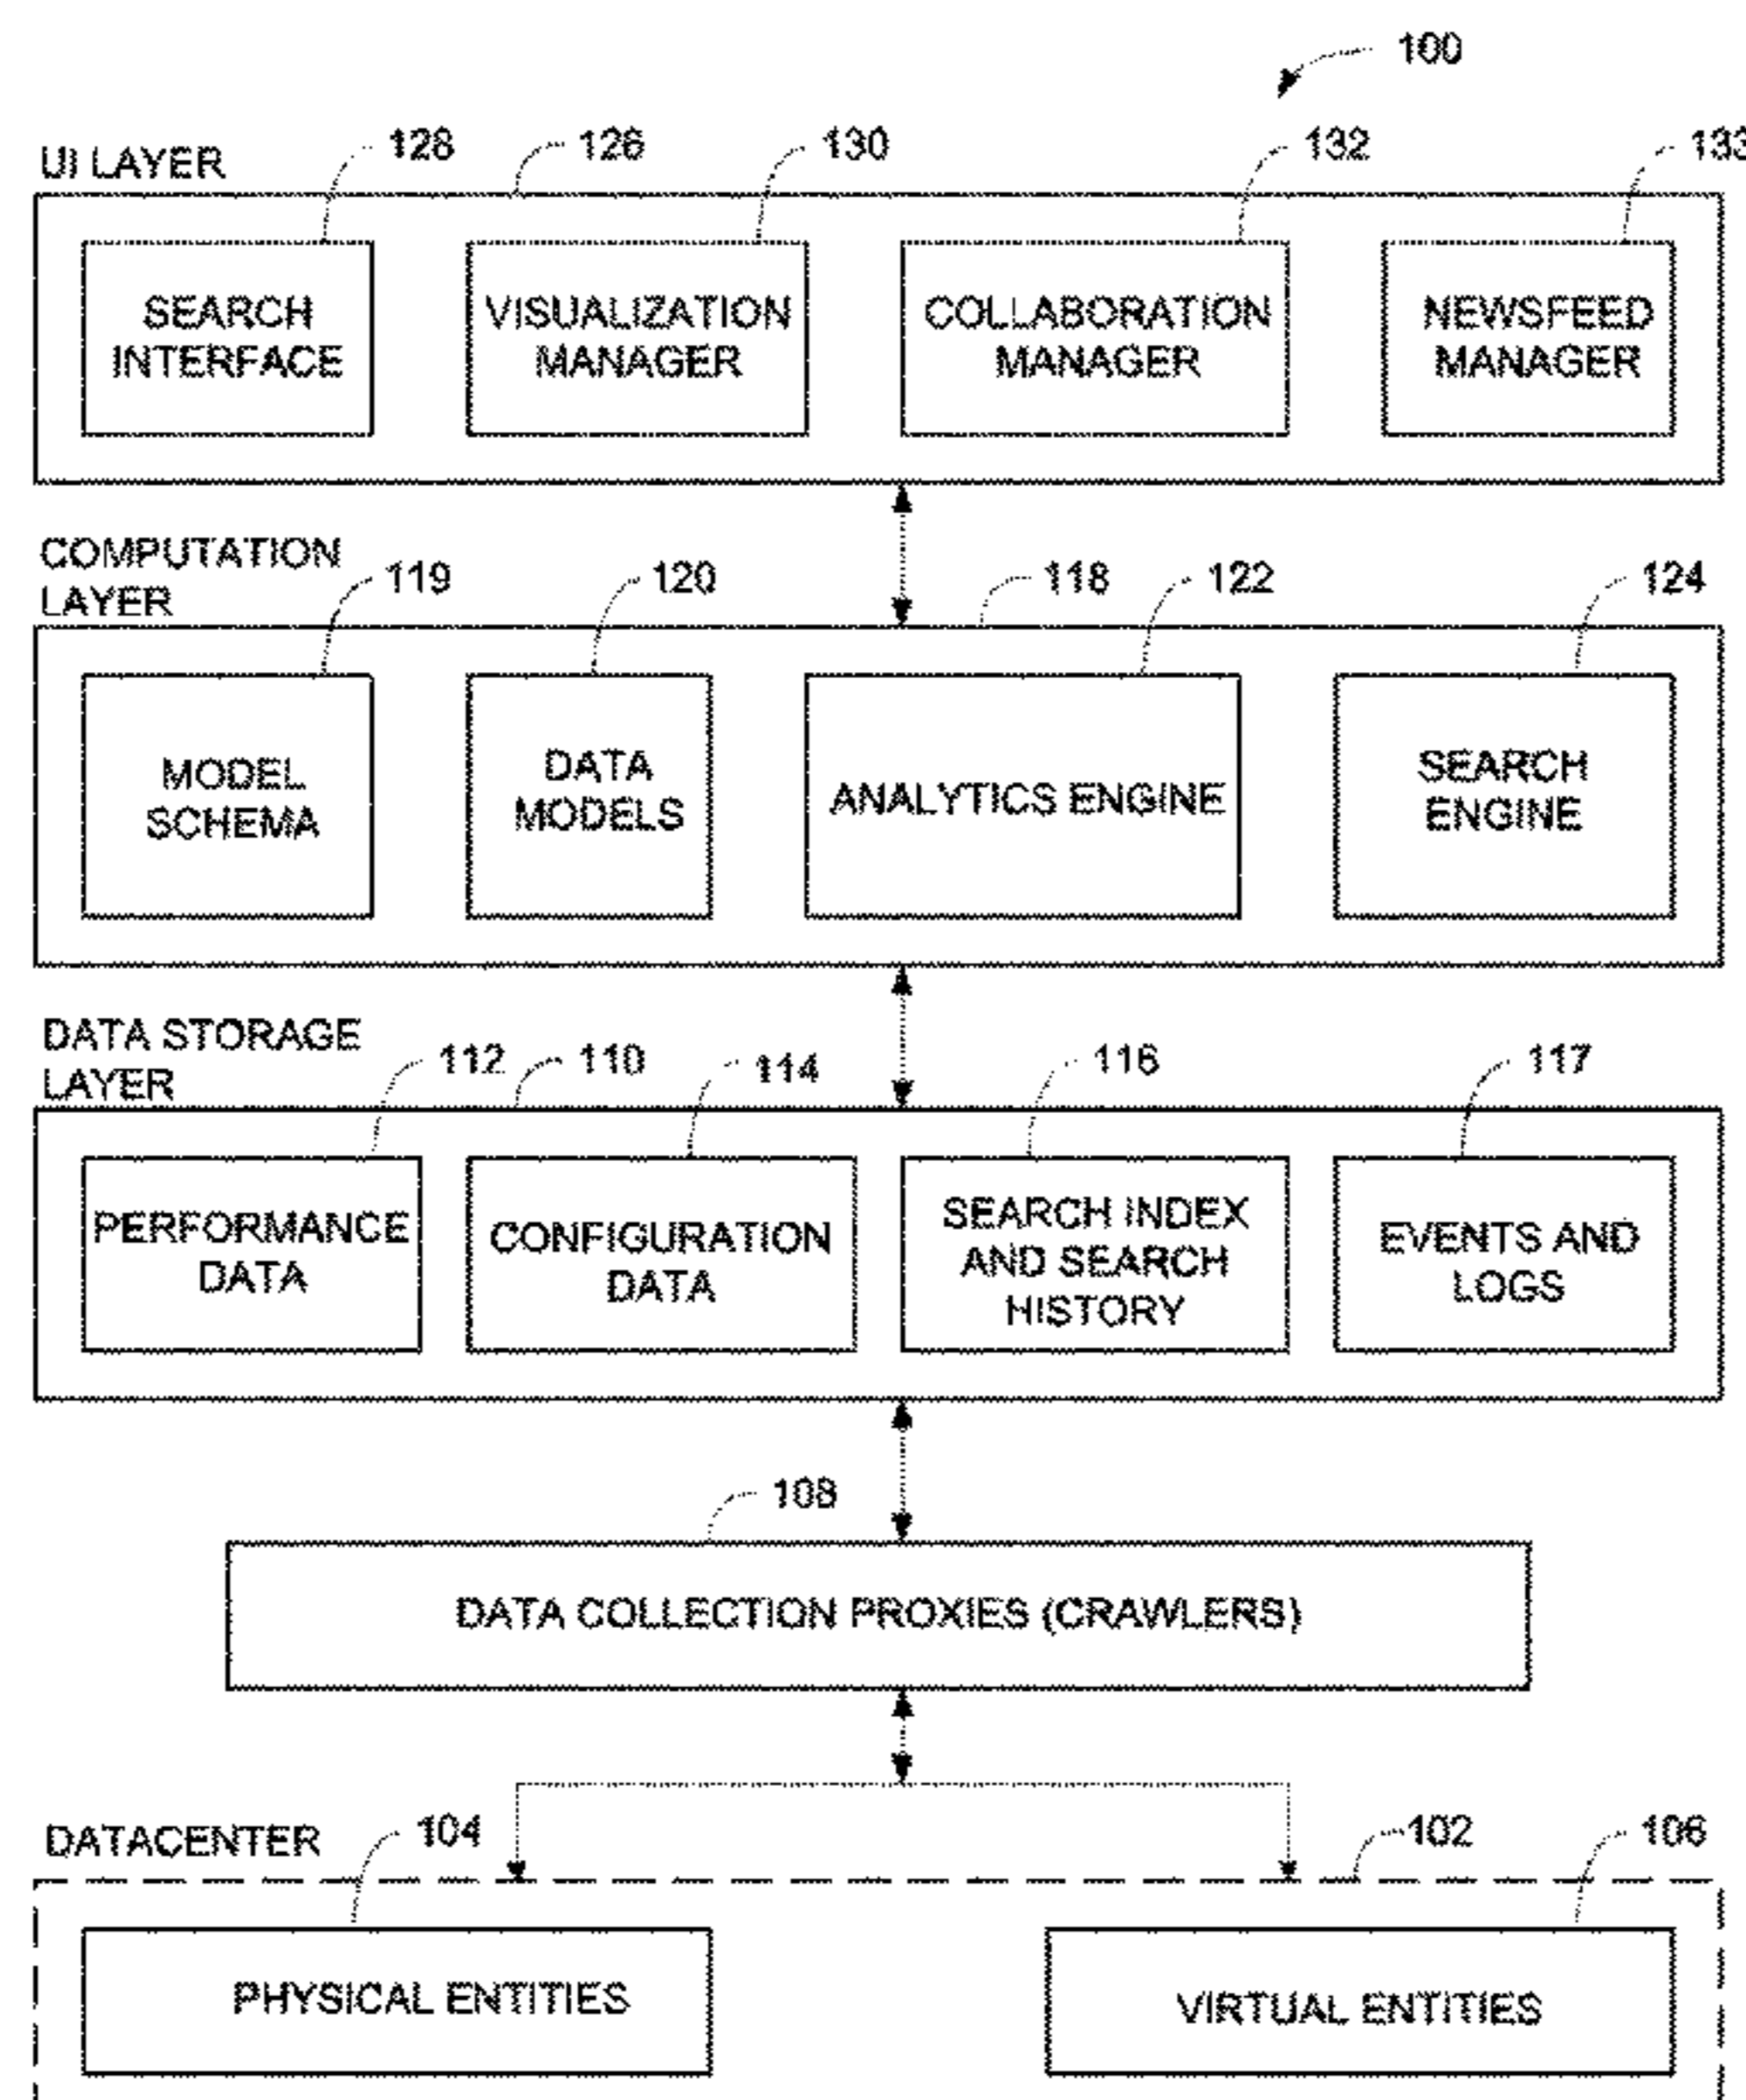 100
UI LAYER
128
126
130
132
133
SEARCH
INTERFACE
VISUALIZATION
MANAGER
COLLABORATION
MANAGER
NEWSFEED
MANAGER
COMPUTATION
LAYER
119
120
118
122
124
MODEL
SCHEMA
DATA
MODELS
ANALYTICS ENGINE
SEARCH
ENGINE
DATA STORAGE
LAYER
112
110
114
116
117
PERFORMANCE
DATA
CONFIGURATION
DATA
SEARCH INDEX
AND SEARCH
HISTORY
EVENTS AND
LOGS
108
DATA COLLECTION PROXIES (CRAWLERS)
DATACENTER
104
102
106
PHYSICAL ENTITIES
VIRTUAL ENTITIES